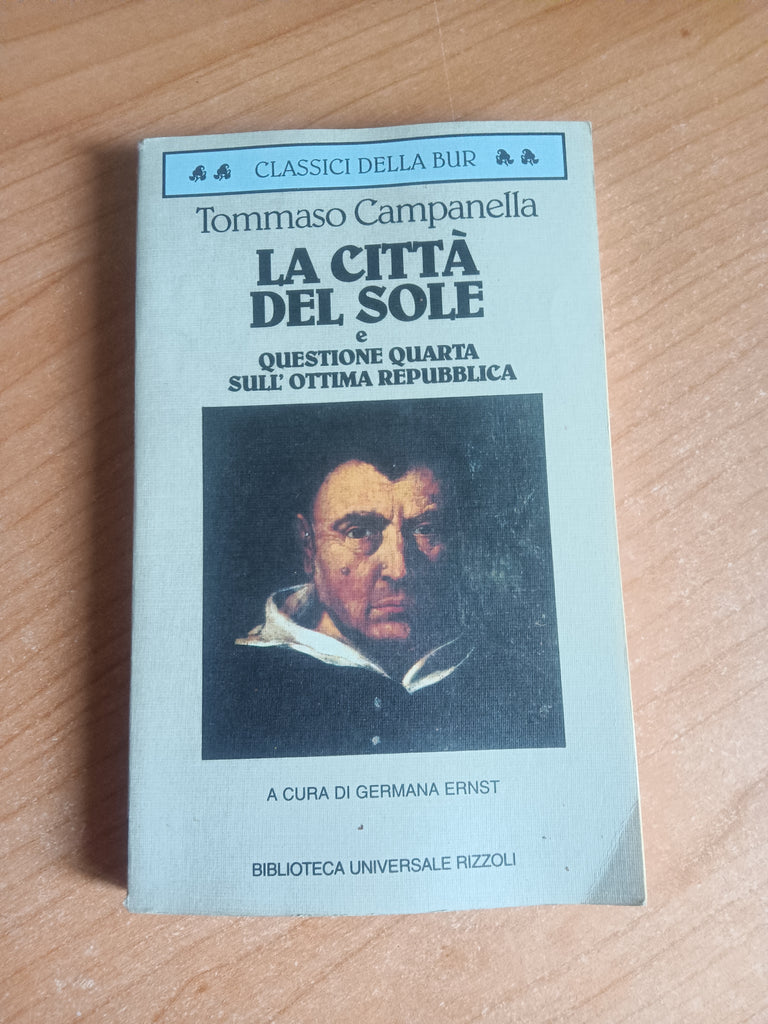 CLASSICI DELLA BUR
Tommaso Campanella
LA CITTÀ
DEL SOLE
e
QUESTIONE QUARTA
SULL' OTTIMA REPUBBLICA
A CURA DI GERMANA ERNST
BIBLIOTECA UNIVERSALE RIZZOLI